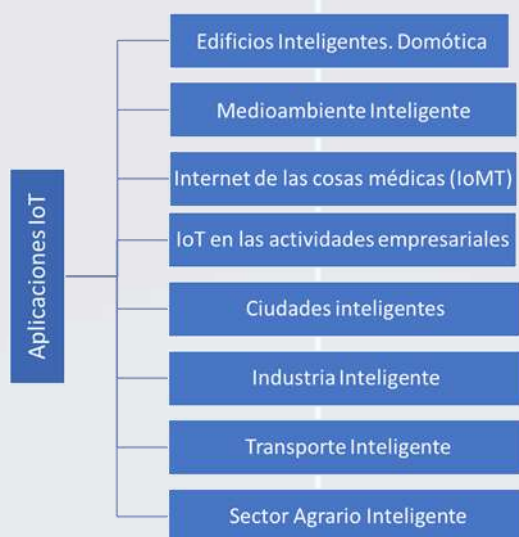 Aplicaciones IoT
Edificios Inteligentes. Domótica
Medioambiente Inteligente
Internet de las cosas médicas (IoMT)
IoT en las actividades empresariales
Ciudades inteligentes
Industria Inteligente
Transporte Inteligente
Sector Agrario Inteligente